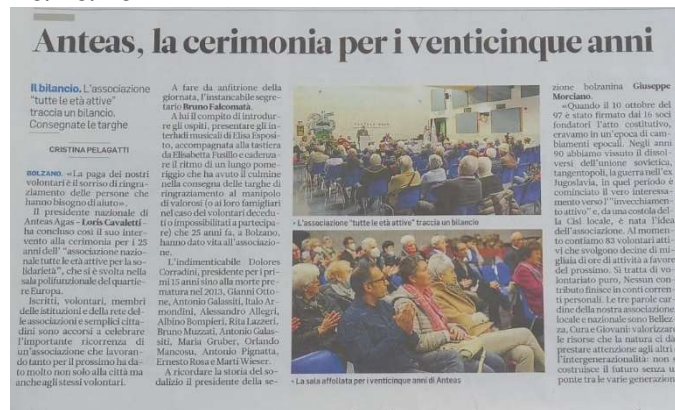 Anteas, la cerimonia per i venticinque anni
Il bilancio. L'associazione
"tutte le età attive"
traccia un bilancio.
Consegnate le targhe
CRISTINA PELAGATTI
BOLZANO. «La paga dei nostri
volontari è il sorriso di ringra-
ziamento delle persone che
hanno bisogno di aiuto».
Il presidente nazionale di
Anteas Agas - Loris Cavaletti -
ha concluso così il suo inter-
vento alla cerimonia per i 25
anni dell' "associazione nazio-
nale tutte le età attive per la so-
lidarietà", che si è svolta nella
sala polifunzionale del quartie-
re Europa.
Iscritti, volontari, membri
delle istituzioni e della rete del-
le associazioni e semplici citta-
dini sono accorsi a celebrare
l'importante ricorrenza di
un'associazione che lavoran-
do tanto per il prossimo ha da-
to molto non solo alla città ma
anche agli stessi volontari.
A fare da anfitrione della
giornata, l'instancabile segre-
tario Bruno Falcomatà.
A lui il compito di introdur-
re gli ospiti, presentare gli in-
terludi musicali di Elisa Esposi-
to, accompagnata alla tastiera
da Elisabetta Fusillo e cadenza-
re il ritmo di un lungo pome-
riggio che ha avuto il culmine
nella consegna delle targhe di
ringraziamento al manipolo
di valorosi (o ai loro famigliari
nel caso dei volontari decedu-
ti o impossibilitati a partecipa-
re) che 25 anni fa, a Bolzano,
hanno dato vita all'associazio-
ne.
L'indimenticabile Dolores
Corradini, presidente per i pri-
mi 15 anni sino alla morte pre-
matura nel 2013, Gianni Otto-
ne, Antonio Galassiti, Italo Ar-
mondini, Alessandro Allegri,
Albino Bompieri, Rita Lazzeri,
Bruno Muzzati, Antonio Galas-
siti, Maria Gruber, Orlando
Mancosu, Antonio Pignatta,
Ernesto Rosa e Marti Wieser.
A ricordare la storia del so-
dalizio il presidente della se-
• L'associazione "tutte le età attive" traccia un bilancio
• La sala affollata per i venticinque anni di Anteas
zione bolzanina Giuseppe
Morciano.
«Quando il 10 ottobre del
97 è stato firmato dai 16 soci
fondatori l'atto costitutivo,
eravamo in un'epoca di cam-
biamenti epocali. Negli anni
90 abbiamo vissuto il dissol-
versi dell'unione sovietica,
tangentopoli, la guerra nell'ex
Jugoslavia, in quel periodo è
cominciato il vero interessa-
mento verso l'"invecchiamen-
to attivo" e, da una costola del-
la Cisl locale, è nata l'idea
dell'associazione. Al momen-
to contiamo 83 volontari atti-
vi che svolgono decine di mi-
gliaia di ore di attività a favore
del prossimo. Si tratta di vo-
lontariato puro, Nessun con-
tributo finisce in conti corren-
ti personali. Le tre parole car-
dine della nostra associazione
locale e nazionale sono Bellez-
za, Cura e Giovani: valorizzare
le risorse che la natura ci dà
prestare attenzione agli altri
l'intergenerazionalità: non
costruisce il futuro senza
ponte tra le varie generazion